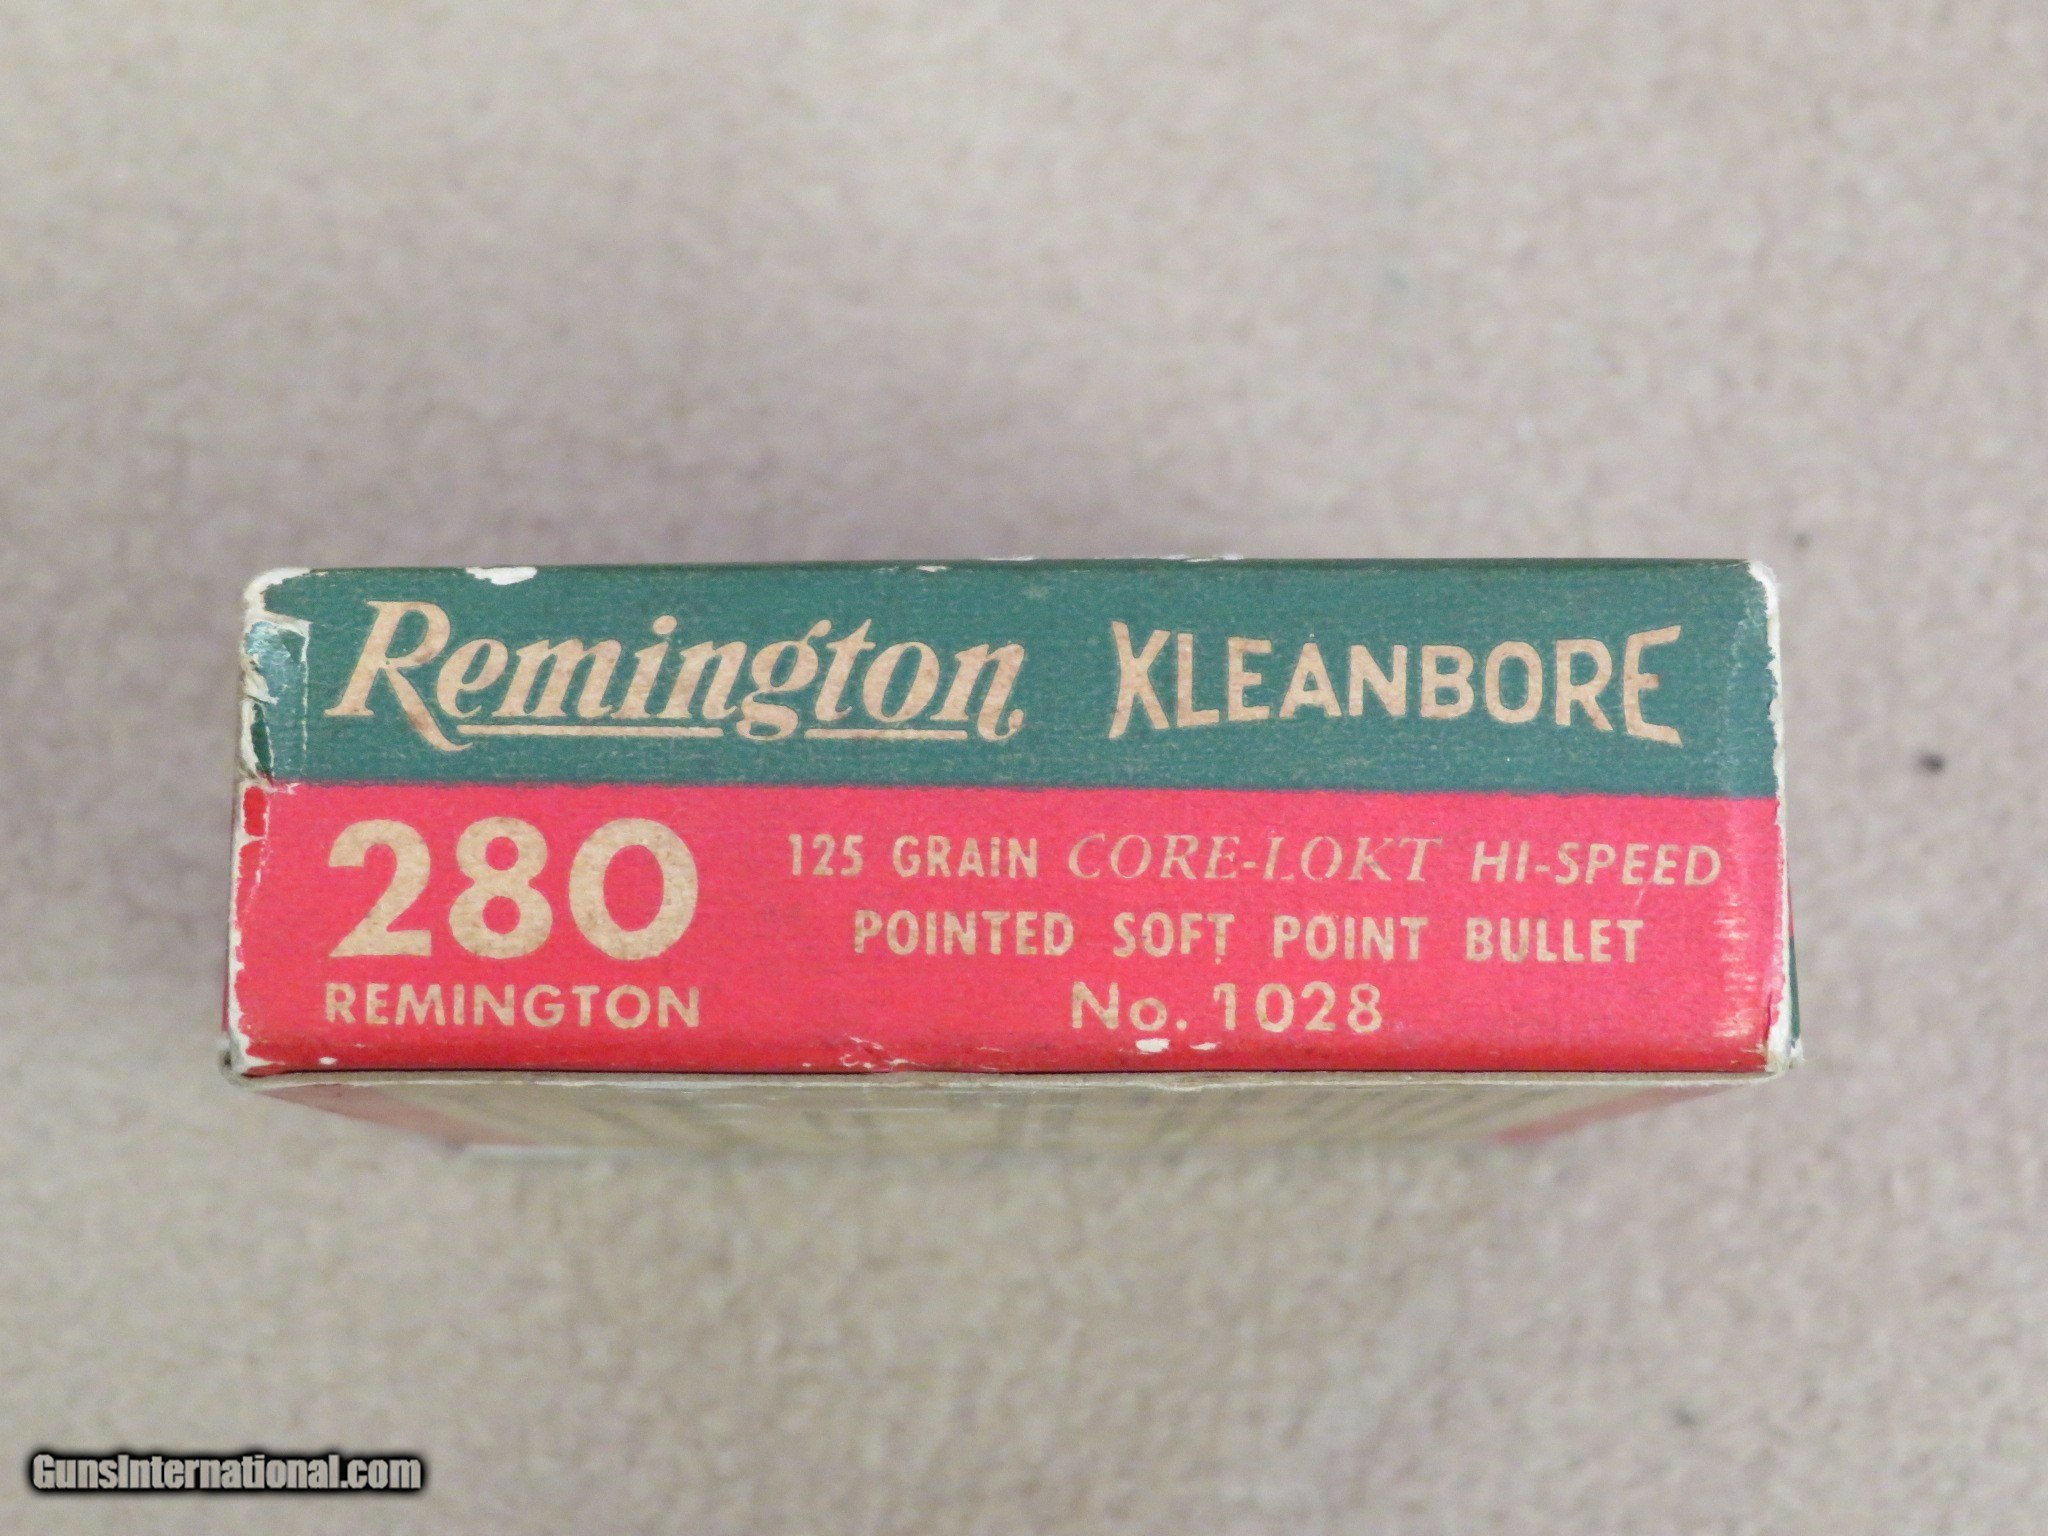 Remington KLEANBORE
280 125 GRAIN CORE-LOKT HI-SPEED
POINTED SOFT POINT BULLET
REMINGTON No. 1028
GunsInternational.com